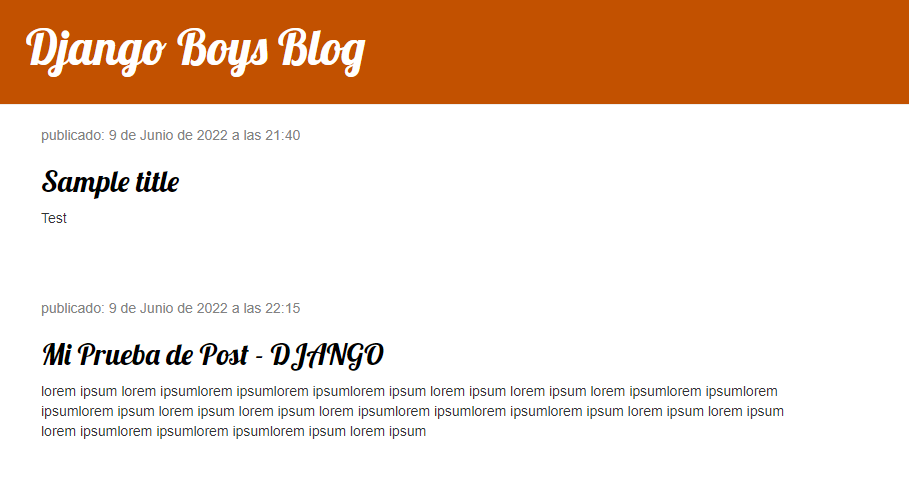 Django Boys Blog
publicado: 9 de Junio de 2022 a las 21:40
Sample title
Test
publicado: 9 de Junio de 2022 a las 22:15
Mi Prueba de Post - DJANGO
lorem ipsum lorem ipsumlorem ipsumlorem ipsumlorem ipsum lorem ipsum lorem ipsum lorem ipsumlorem ipsumlorem
ipsumlorem ipsum lorem ipsum lorem ipsum lorem ipsumlorem ipsumlorem ipsumlorem ipsum lorem ipsum lorem ipsum
lorem ipsumlorem ipsumlorem ipsumlorem ipsum lorem ipsum